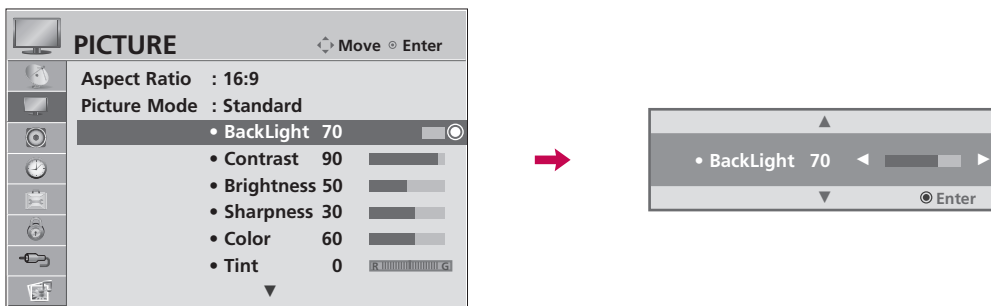 PICTURE Move Enter
Aspect Ratio : 16:9
Picture Mode : Standard
• BackLight 70
• Contrast 90
• Brightness 50
• Sharpness 30
• Color 60
• Tint 0 R G
• BackLight 70
Enter